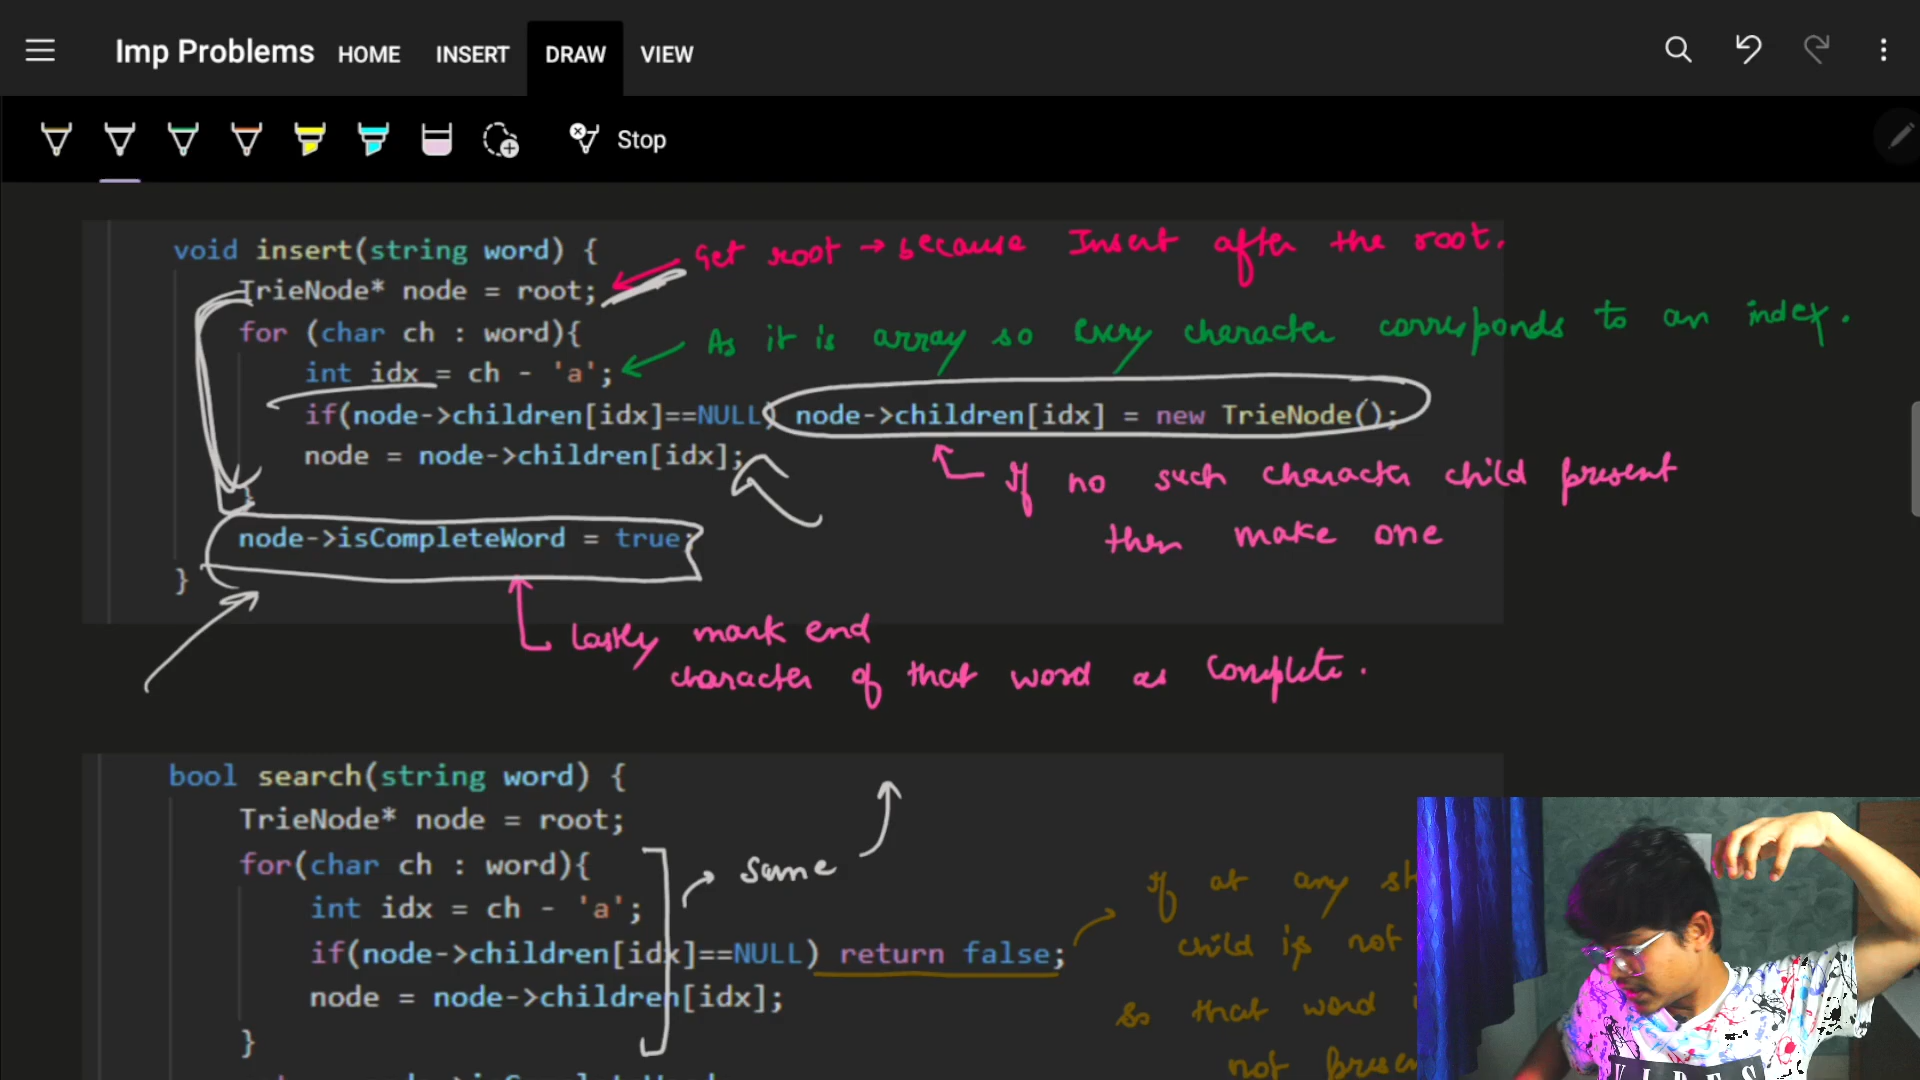 Imp Problems HOME INSERT DRAW VIEW
Stop
void insert(string word) {
Get root → because Insert after the root.
TrieNode* node = root;
for (char ch : word){
As it is array so every character corresponds to an index.
int idx = ch - 'a';
if(node->children[idx]==NULL) node->children[idx] = new TrieNode();
node = node->children[idx];
If no such character child present
then make one
}
node->isCompleteWord = true;
}
lastly mark end
character of that word as complete.
bool search(string word) {
TrieNode* node = root;
for(char ch : word){
same
int idx = ch - 'a';
If at any
if(node->children[idx]==NULL) return false;
child is not
node = node->children[idx];
so that word
}
not